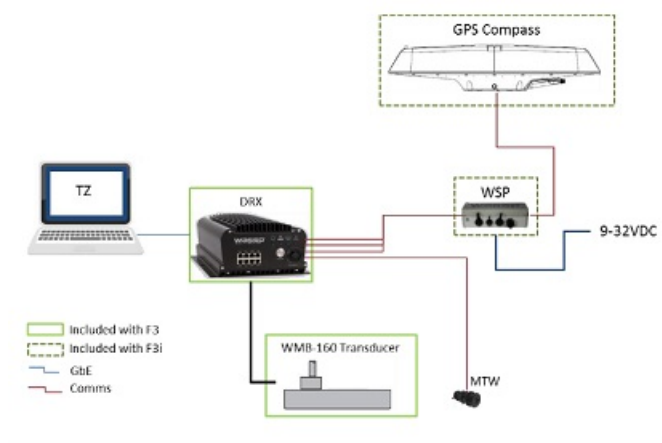 GPS Compass
TZ
DRX
WSP
WASSP
9-32VDC
Included with F3
Included with F3i
GbE
Comms
WMB-160 Transducer
MTW